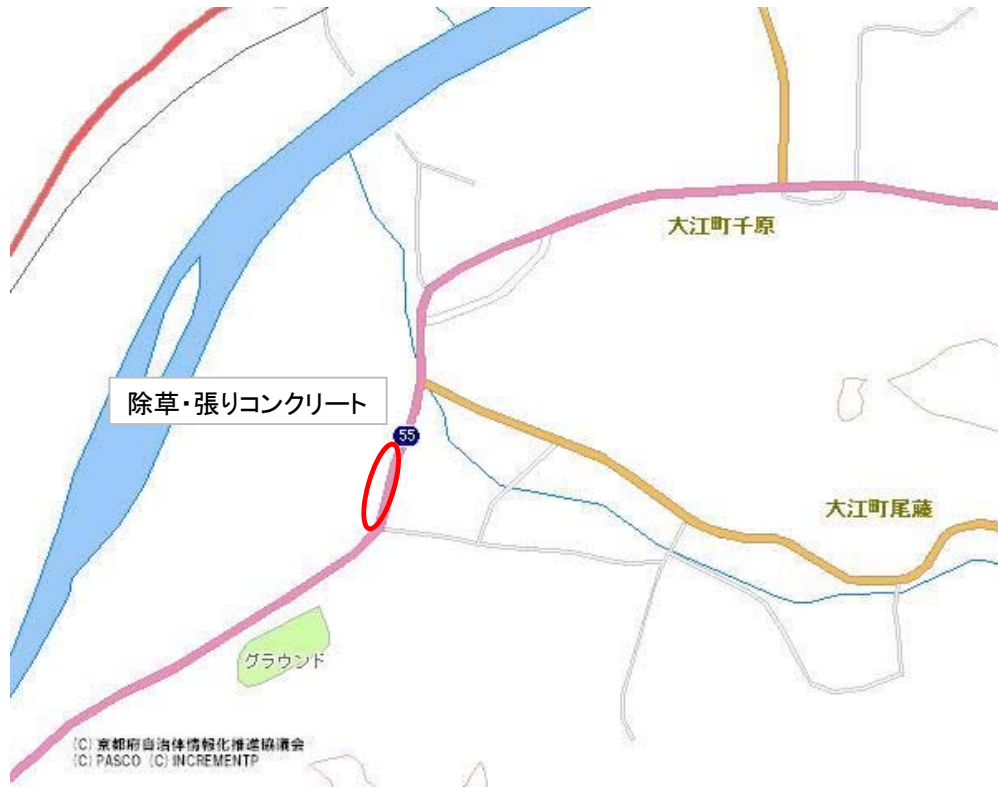 大江町千原
除草・張りコンクリート
55
大江町尾藤
グラウンド
(C) 京都府自治体情報化推進協議会
(C) PASCO (C) INCREMENTP